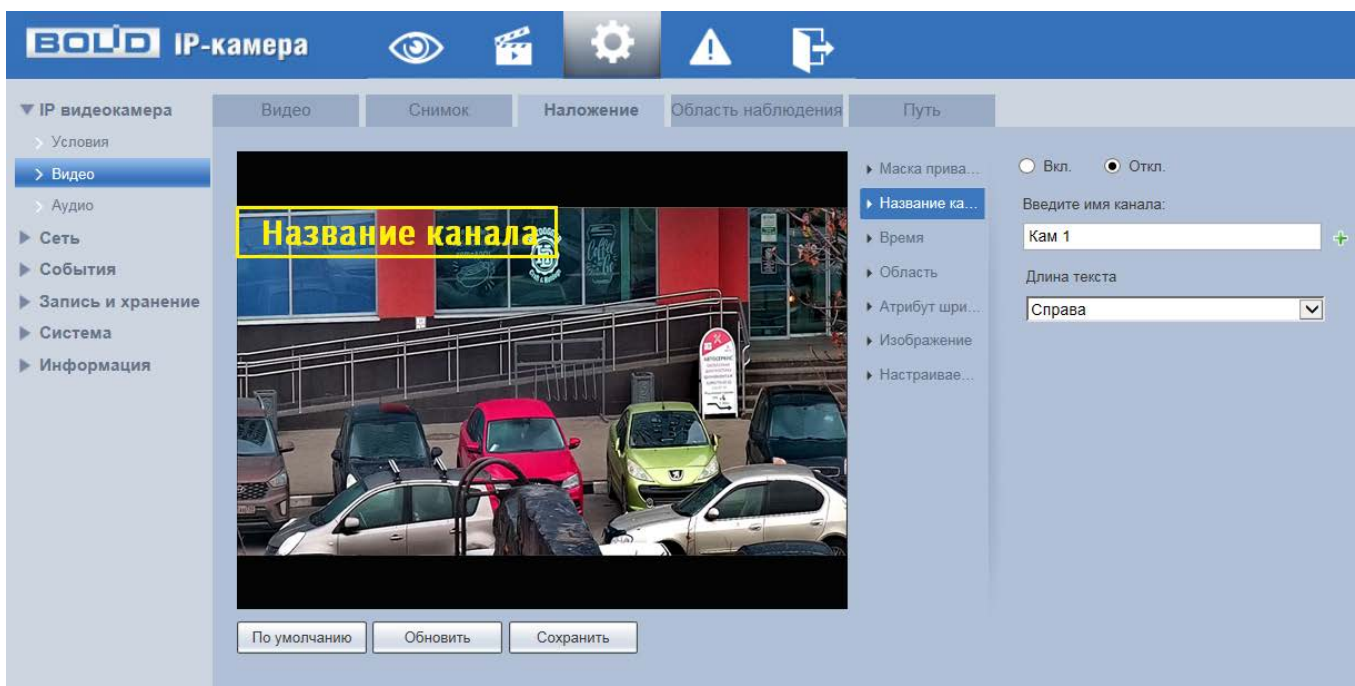 BOLID IP-камера
IP видеокамера
Условия
Видео
Аудио
Сеть
События
Запись и хранение
Система
Информация
Видео
Снимок
Наложение
Область наблюдения
Путь
Название канала
АВТОСЕРВИС
По умолчанию
Обновить
Сохранить
Маска прива...
Название ка...
Время
Область
Атрибут шри...
Изображение
Настраивае...
Вкл.
Откл.
Введите имя канала:
Кам 1
Длина текста
Справа